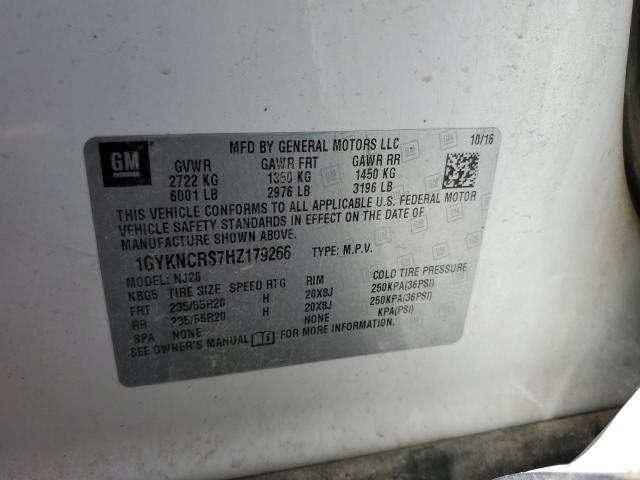 GM
MFD BY GENERAL MOTORS LLC 10/16
GVWR GAWR FRT GAWR RR
2722 KG 1350 KG 1450 KG
6001 LB 2976 LB 3196 LB
THIS VEHICLE CONFORMS TO ALL APPLICABLE U.S. FEDERAL MOTOR
VEHICLE SAFETY STANDARDS IN EFFECT ON THE DATE OF
MANUFACTURE SHOWN ABOVE.
1GYKNCRS7HZ179266 TYPE: M.P.V.
MODEL: NJ26
NBG5 TIRE SIZE SPEED RTG RIM COLD TIRE PRESSURE
FRT 235/55R20 H 20X8J 250KPA(36PSI)
RR 235/55R20 H 20X8J 250KPA(36PSI)
SPA NONE NONE KPA(PSI)
SEE OWNER'S MANUAL